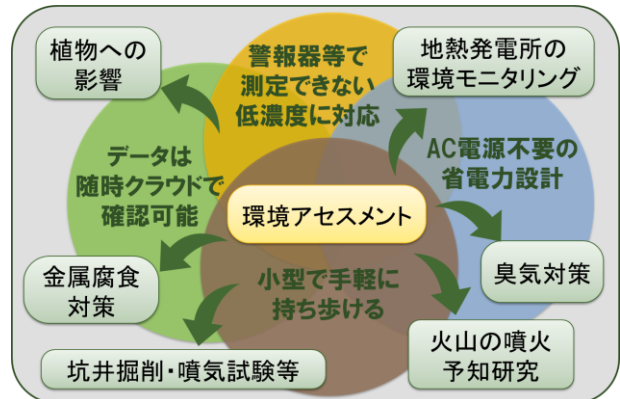 植物への
影響
警報器等で
測定できない
低濃度に対応
地熱発電所の
環境モニタリング
データは
随時クラウドで
確認可能
AC電源不要の
省電力設計
環境アセスメント
金属腐食
対策
小型で手軽に
持ち歩ける
臭気対策
坑井掘削・噴気試験等
火山の噴火
予知研究